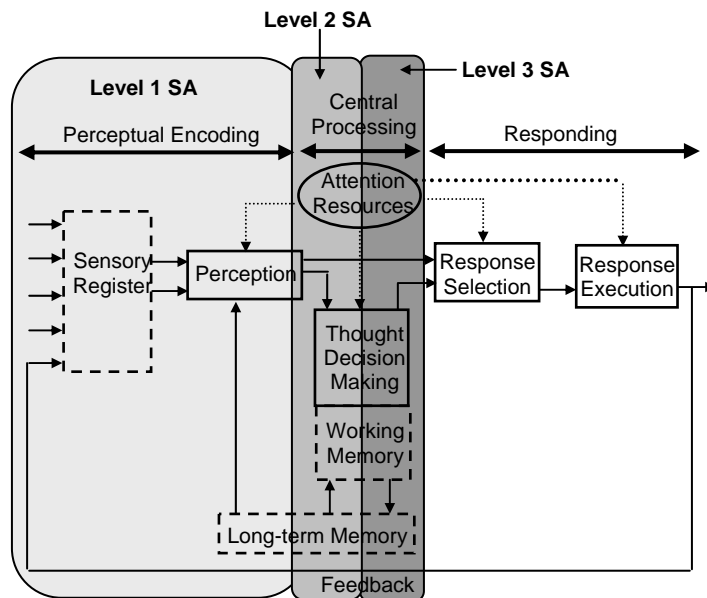 Level 2 SA
Level 3 SA
Level 1 SA
Central
Processing
Perceptual Encoding
Responding
Attention
Resources
Sensory
Register
Perception
Response
Selection
Response
Execution
Thought
Decision
Making
Working
Memory
Long-term Memory
Feedback